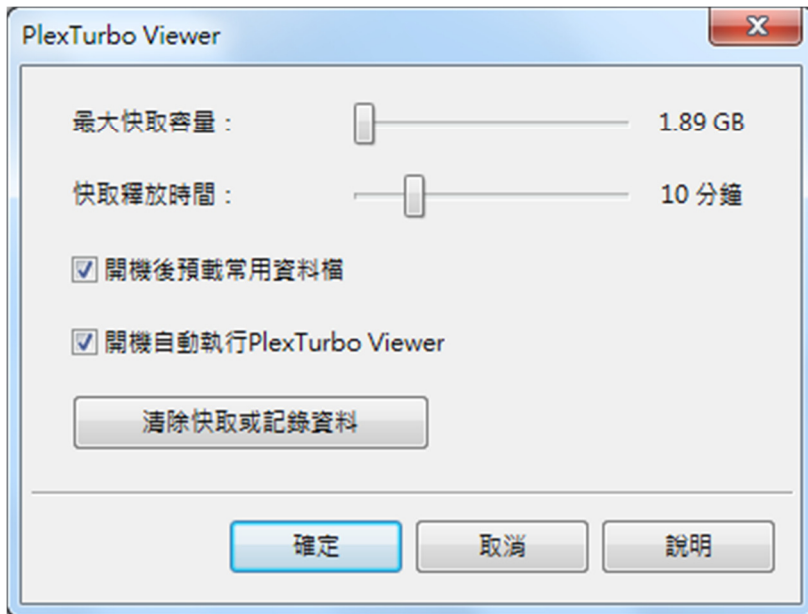 PlexTurbo Viewer
最大快取容量： 1.89 GB
快取釋放時間： 10 分鐘
開機後預載常用資料檔
開機自動執行PlexTurbo Viewer
清除快取或記錄資料
確定 取消 說明